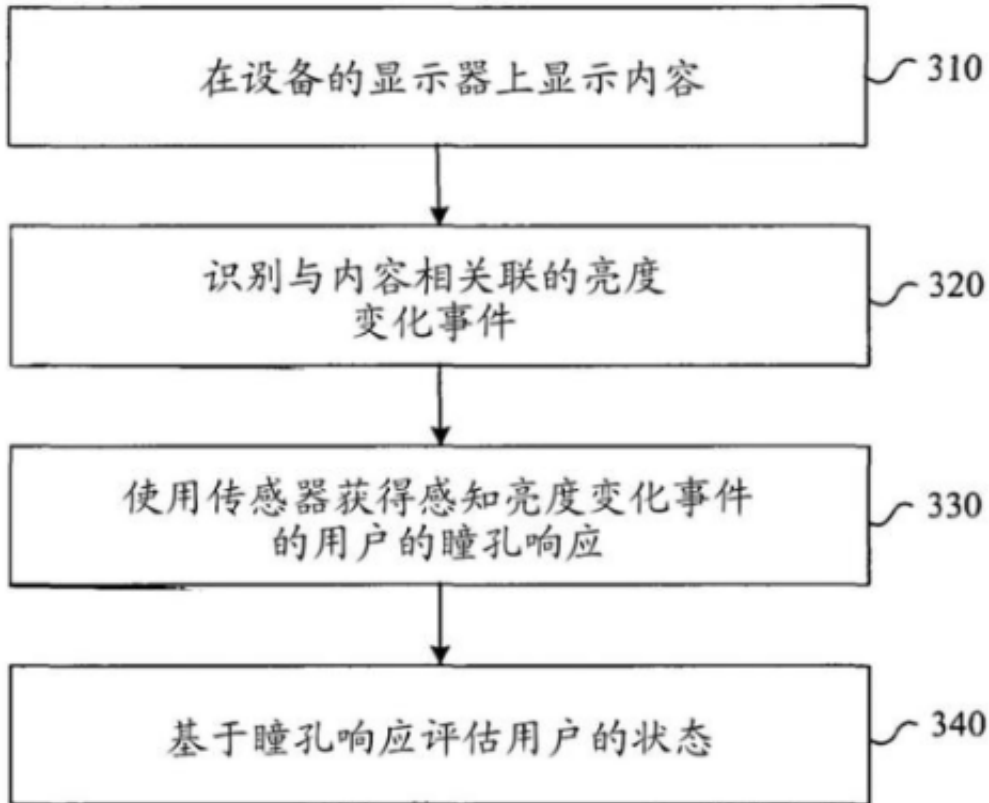 在设备的显示器上显示内容
310
识别与内容相关联的亮度
变化事件
320
使用传感器获得感知亮度变化事件
的用户的瞳孔响应
330
基于瞳孔响应评估用户的状态
340